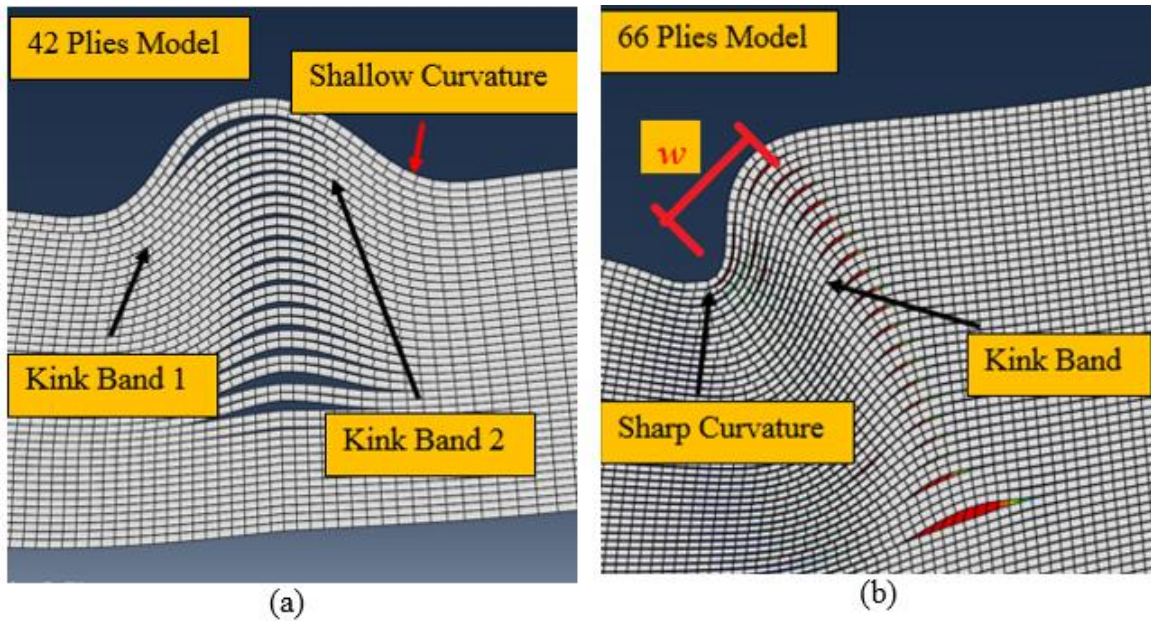 42 Plies Model
Shallow Curvature
Kink Band 1
Kink Band 2
(a)
66 Plies Model
w
Kink Band
Sharp Curvature
(b)